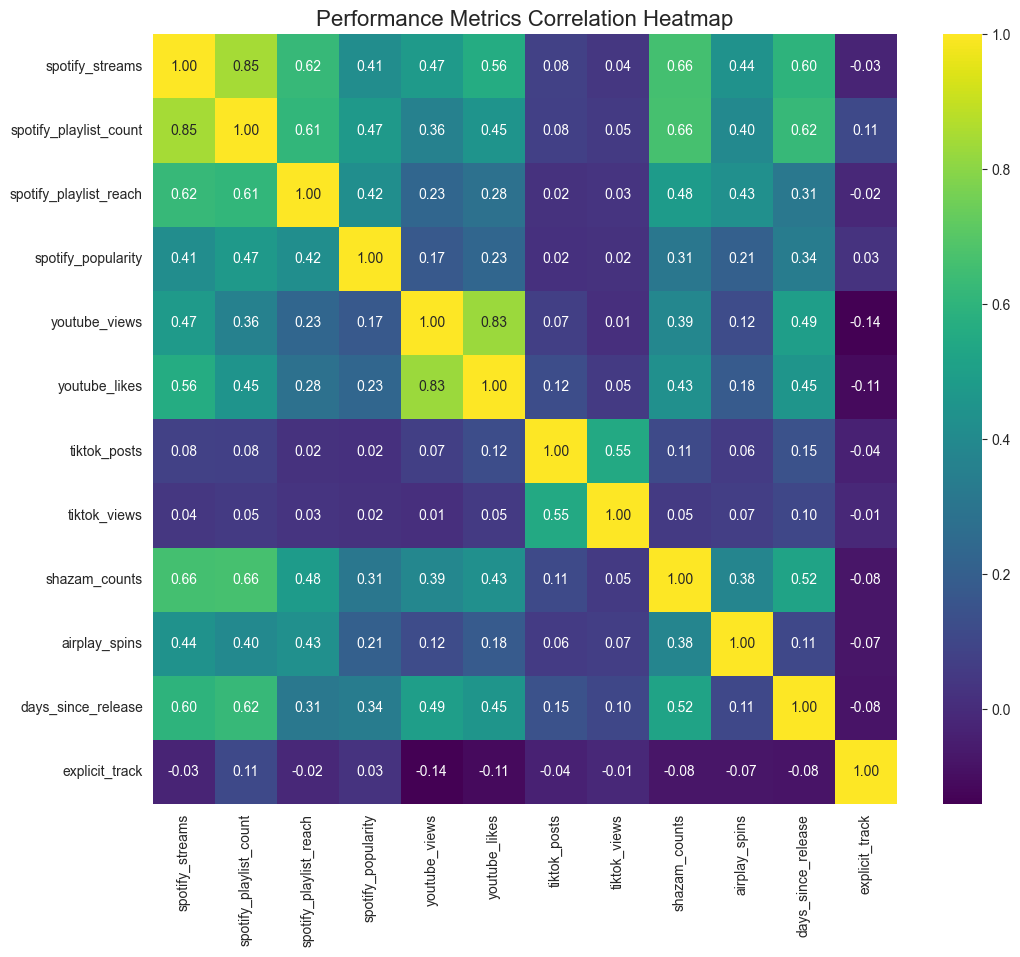 Performance Metrics Correlation Heatmap
spotify_streams 1.00 0.85 0.62 0.41 0.47 0.56 0.08 0.04 0.66 0.44 0.60 -0.03
spotify_playlist_count 0.85 1.00 0.61 0.47 0.36 0.45 0.08 0.05 0.66 0.40 0.62 0.11
spotify_playlist_reach 0.62 0.61 1.00 0.42 0.23 0.28 0.02 0.03 0.48 0.43 0.31 -0.02
spotify_popularity 0.41 0.47 0.42 1.00 0.17 0.23 0.02 0.02 0.31 0.21 0.34 0.03
youtube_views 0.47 0.36 0.23 0.17 1.00 0.83 0.07 0.01 0.39 0.12 0.49 -0.14
youtube_likes 0.56 0.45 0.28 0.23 0.83 1.00 0.12 0.05 0.43 0.18 0.45 -0.11
tiktok_posts 0.08 0.08 0.02 0.02 0.07 0.12 1.00 0.55 0.11 0.06 0.15 -0.04
tiktok_views 0.04 0.05 0.03 0.02 0.01 0.05 0.55 1.00 0.05 0.07 0.10 -0.01
shazam_counts 0.66 0.66 0.48 0.31 0.39 0.43 0.11 0.05 1.00 0.38 0.52 -0.08
airplay_spins 0.44 0.40 0.43 0.21 0.12 0.18 0.06 0.07 0.38 1.00 0.11 -0.07
days_since_release 0.60 0.62 0.31 0.34 0.49 0.45 0.15 0.10 0.52 0.11 1.00 -0.08
explicit_track -0.03 0.11 -0.02 0.03 -0.14 -0.11 -0.04 -0.01 -0.08 -0.07 -0.08 1.00
spotify_streams
spotify_playlist_count
spotify_playlist_reach
spotify_popularity
youtube_views
youtube_likes
tiktok_posts
tiktok_views
shazam_counts
airplay_spins
days_since_release
explicit_track
1.0
0.8
0.6
0.4
0.2
0.0